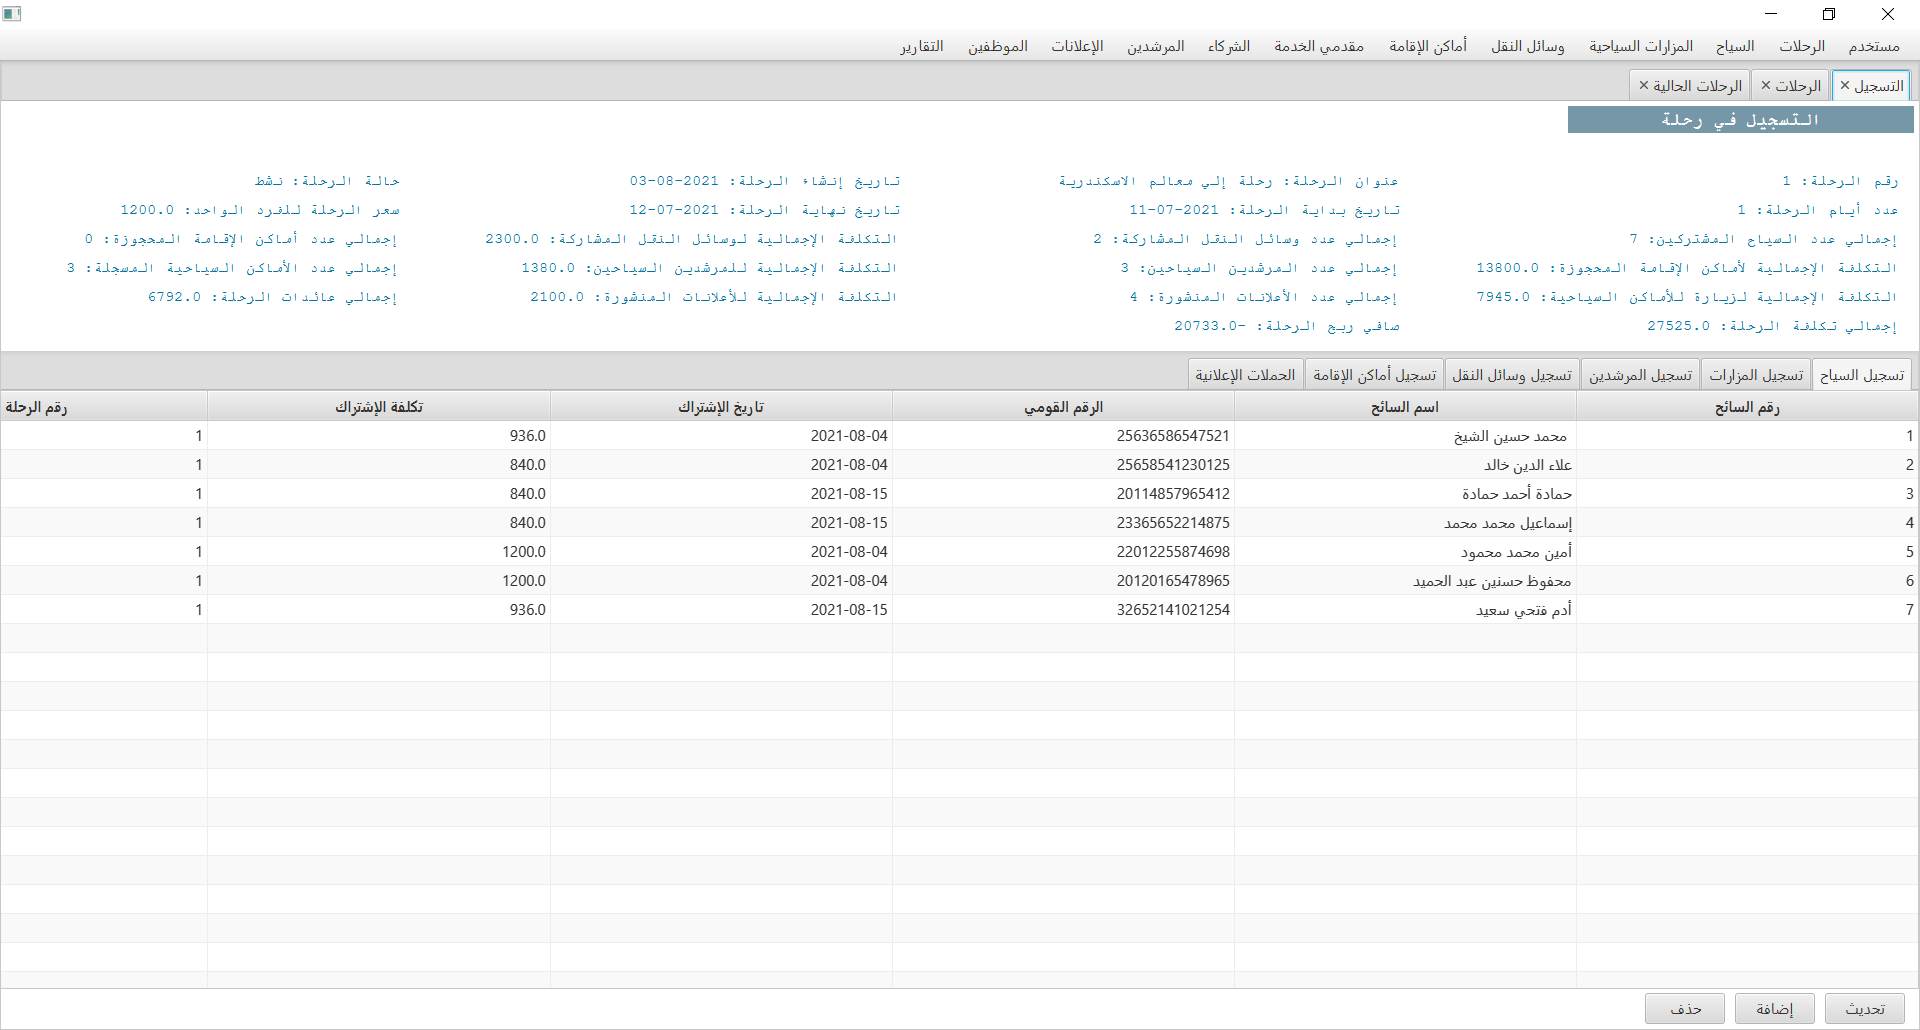 مستخدم الرحلات السياح المزارات السياحية وسائل النقل أماكن الإقامة مقدمي الخدمة الشركاء المرشدين الإعلانات الموظفين التقارير
التسجيل × الرحلات × الرحلات الحالية ×
التسجيل في رحلة
رقم الرحلة: 1 عنوان الرحلة: رحلة إلي معالم الاسكندرية تاريخ إنشاء الرحلة: 2021-08-03 حالة الرحلة: نشط
عدد أيام الرحلة: 1 تاريخ بداية الرحلة: 2021-07-11 تاريخ نهاية الرحلة: 2021-07-12 سعر الرحلة للفرد الواحد: 1200.0
إجمالي عدد السياح المشتركين: 7 إجمالي عدد وسائل النقل المشاركة: 2 التكلفة الإجمالية لوسائل النقل المشاركة: 2300.0 إجمالي عدد أماكن الإقامة المحجوزة: 0
التكلفة الإجمالية لأماكن الإقامة المحجوزة: 13800.0 إجمالي عدد المرشدين السياحين: 3 التكلفة الإجمالية للمرشدين السياحين: 1380.0 إجمالي عدد الأماكن السياحية المسجلة: 3
التكلفة الإجمالية لزيارة للأماكن السياحية: 7945.0 إجمالي عدد الأعلانات المنشورة: 4 التكلفة الإجمالية للأعلانات المنشورة: 2100.0 إجمالي عائدات الرحلة: 6792.0
إجمالي تكلفة الرحلة: 27525.0 صافي ربح الرحلة: -20733.0
تسجيل السياح تسجيل المزارات تسجيل المرشدين تسجيل وسائل النقل تسجيل أماكن الإقامة الحملات الإعلانية
رقم السائح اسم السائح الرقم القومي تاريخ الإشتراك تكلفة الإشتراك رقم الرحلة
1 محمد حسين الشيخ 25636586547521 2021-08-04 936.0 1
2 علاء الدين خالد 25658541230125 2021-08-04 840.0 1
3 حمادة أحمد حمادة 20114857965412 2021-08-15 840.0 1
4 إسماعيل محمد محمد 23365652214875 2021-08-15 840.0 1
5 أمين محمد محمود 22012255874698 2021-08-04 1200.0 1
6 محفوظ حسنين عبد الحميد 20120165478965 2021-08-04 1200.0 1
7 أدم فتحي سعيد 32652141021254 2021-08-15 936.0 1
تحديث إضافة حذف